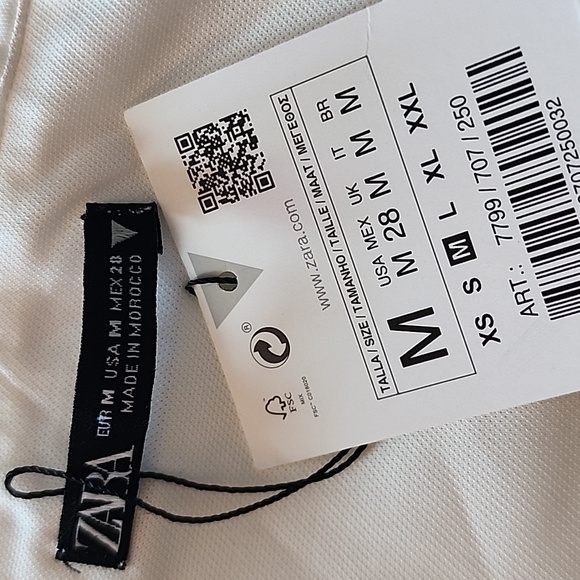 www.zara.com
TALLA/SIZE/TAMANHO/TAILLE/MAAT/ΜΕΓΕΘΟΣ
USA MEX UK IT BR
M M 28 M M M
XS S M L XL XXL
ART.: 7799 / 707 / 250
®
FSC
MIX
ZARA
EUR M USA M MEX 28
MADE IN MOROCCO